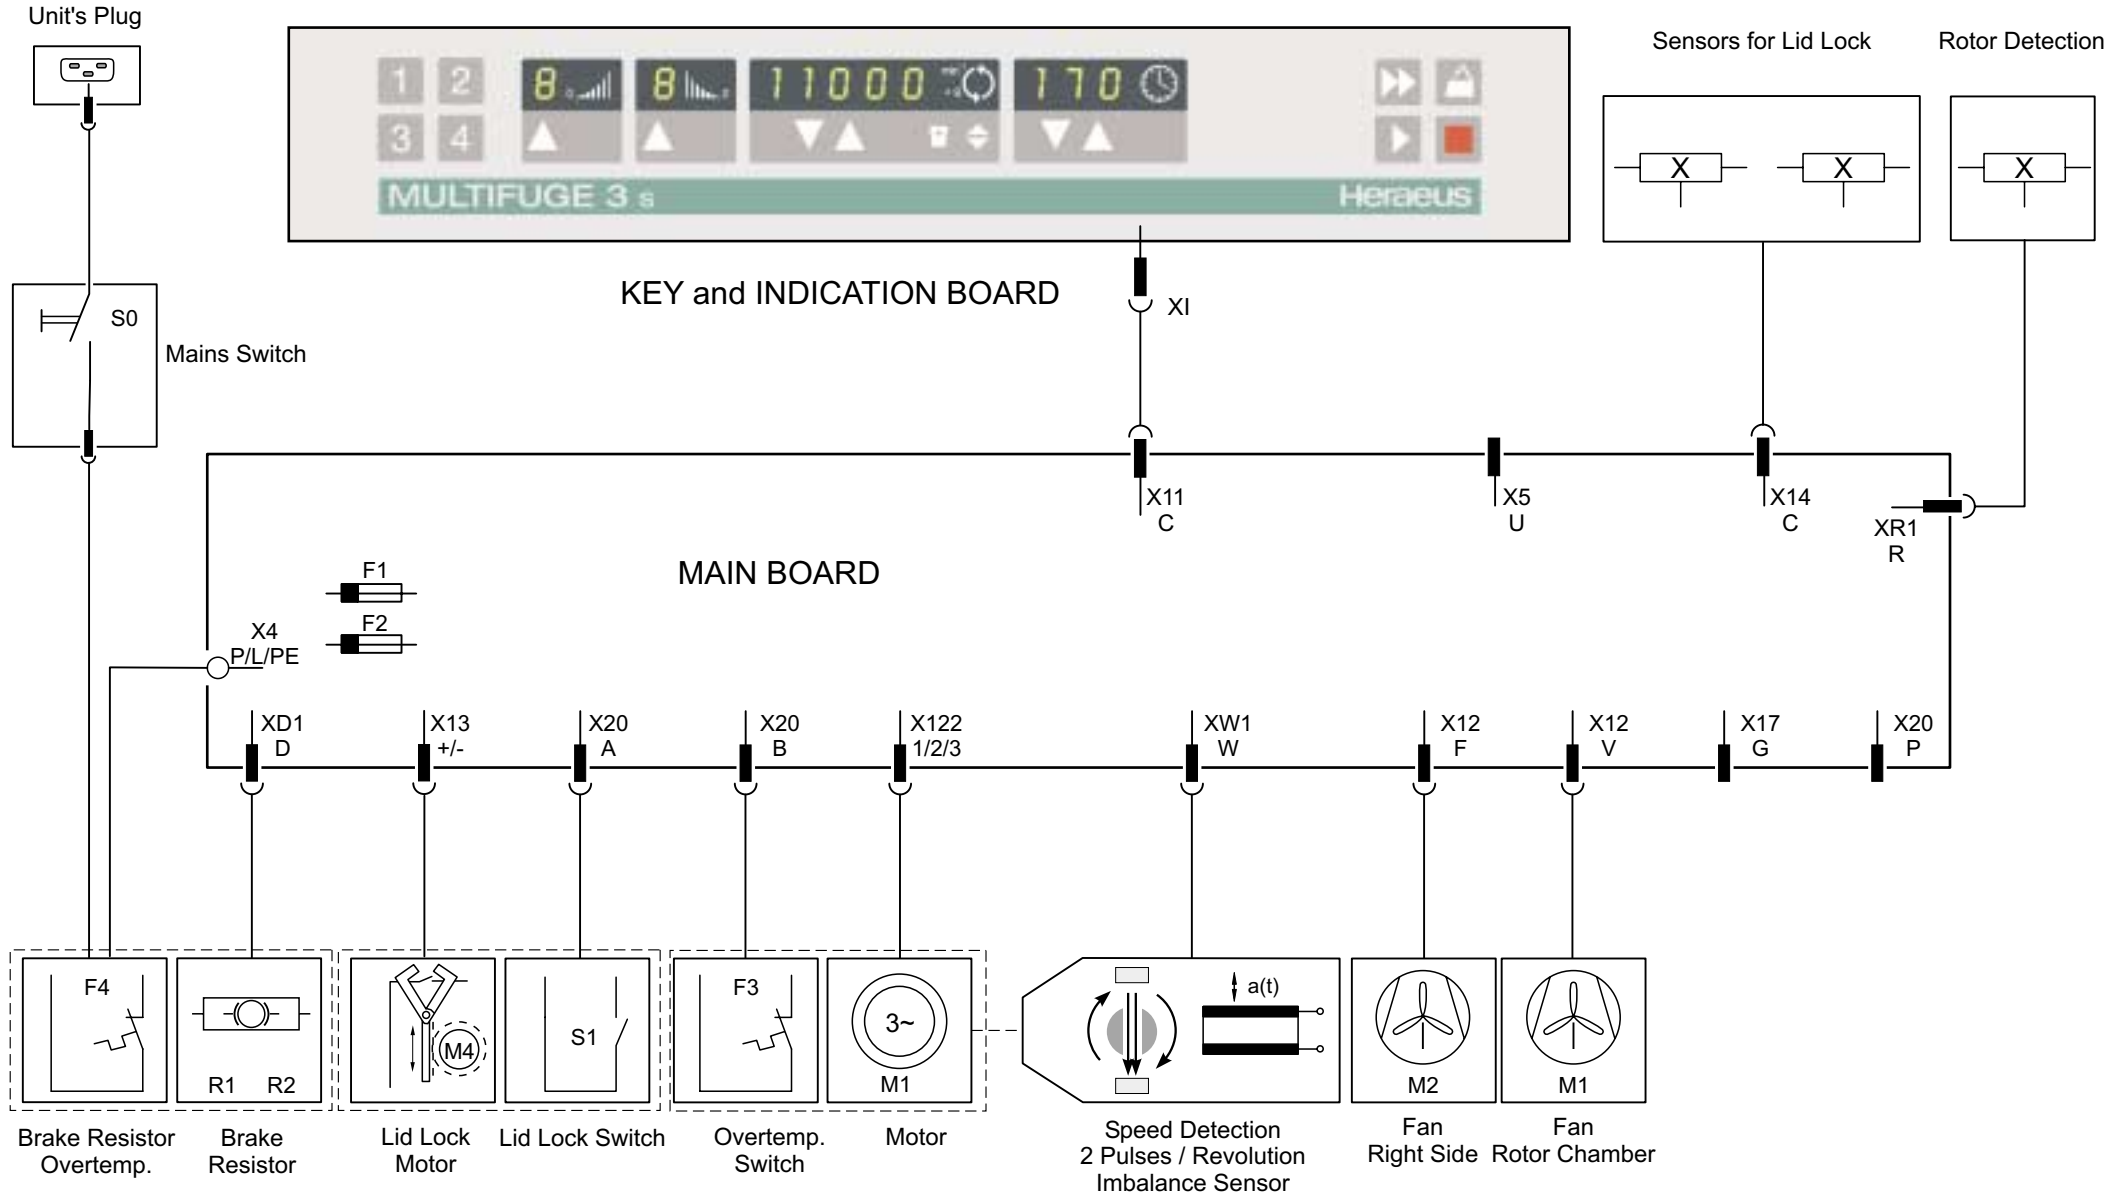 Unit's Plug
Sensors for Lid Lock
Rotor Detection
1 2
3 4
8 8 11000 170
MULTIFUGE 3 s
Heraeus
X X
X
KEY and INDICATION BOARD
XI
S0
Mains Switch
X11
C
X5
U
X14
C
XR1
R
MAIN BOARD
F1
F2
X4
P/L/PE
XD1
D
X13
+/-
X20
A
X20
B
X122
1/2/3
XW1
W
X12
F
X12
V
X17
G
X20
P
F4
R1 R2
M4
S1
F3
3~
M1
a(t)
M2
M1
Brake Resistor
Overtemp.
Brake
Resistor
Lid Lock
Motor
Lid Lock Switch
Overtemp.
Switch
Motor
Speed Detection
2 Pulses / Revolution
Imbalance Sensor
Fan
Right Side
Fan
Rotor Chamber